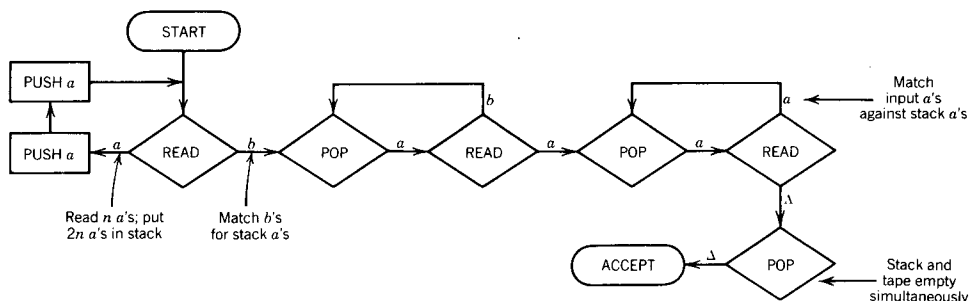 START
PUSH a
PUSH a
a
READ
b
POP
a
READ
b
a
POP
a
READ
a
Match
input a's
against stack a's
Read n a's; put
2n a's in stack
Match b's
for stack a's
Δ
POP
Δ
ACCEPT
Stack and
tape empty
simultaneously